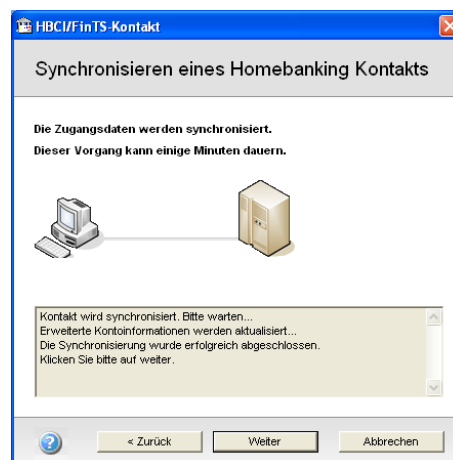 HBCI/FinTS-Kontakt
Synchronisieren eines Homebanking Kontakts
Die Zugangsdaten werden synchronisiert.
Dieser Vorgang kann einige Minuten dauern.
Kontakt wird synchronisiert. Bitte warten...
Erweiterte Kontoinformationen werden aktualisiert...
Die Synchronisierung wurde erfolgreich abgeschlossen.
Klicken Sie bitte auf weiter.
? < Zurück Weiter Abbrechen